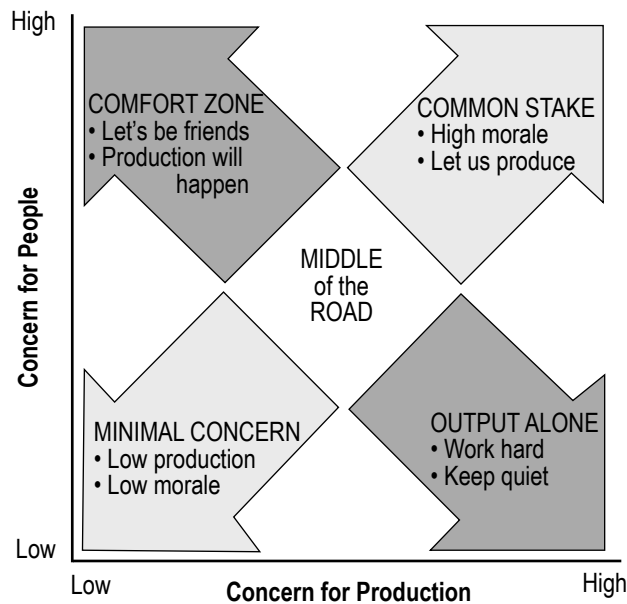 High
COMFORT ZONE
• Let's be friends
• Production will
happen
COMMON STAKE
• High morale
• Let us produce
MIDDLE
of the
ROAD
Concern for People
MINIMAL CONCERN
• Low production
• Low morale
OUTPUT ALONE
• Work hard
• Keep quiet
Low
Low
Concern for Production
High